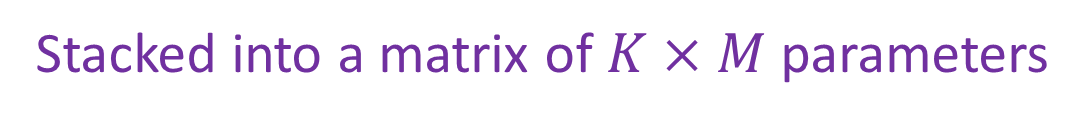 Stacked into a matrix of K × M parameters